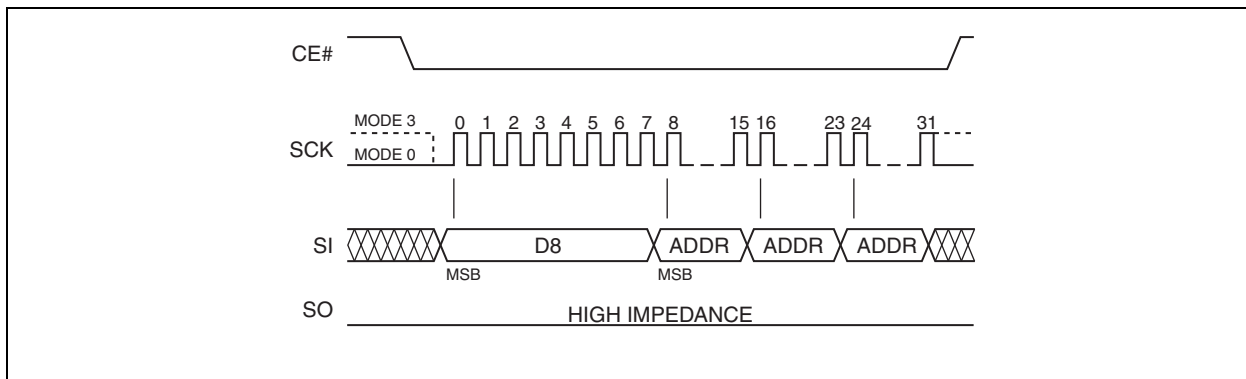 CE#
MODE 3
0 1 2 3 4 5 6 7 8 15 16 23 24 31
SCK
MODE 0
SI D8 ADDR ADDR ADDR
MSB MSB
SO HIGH IMPEDANCE